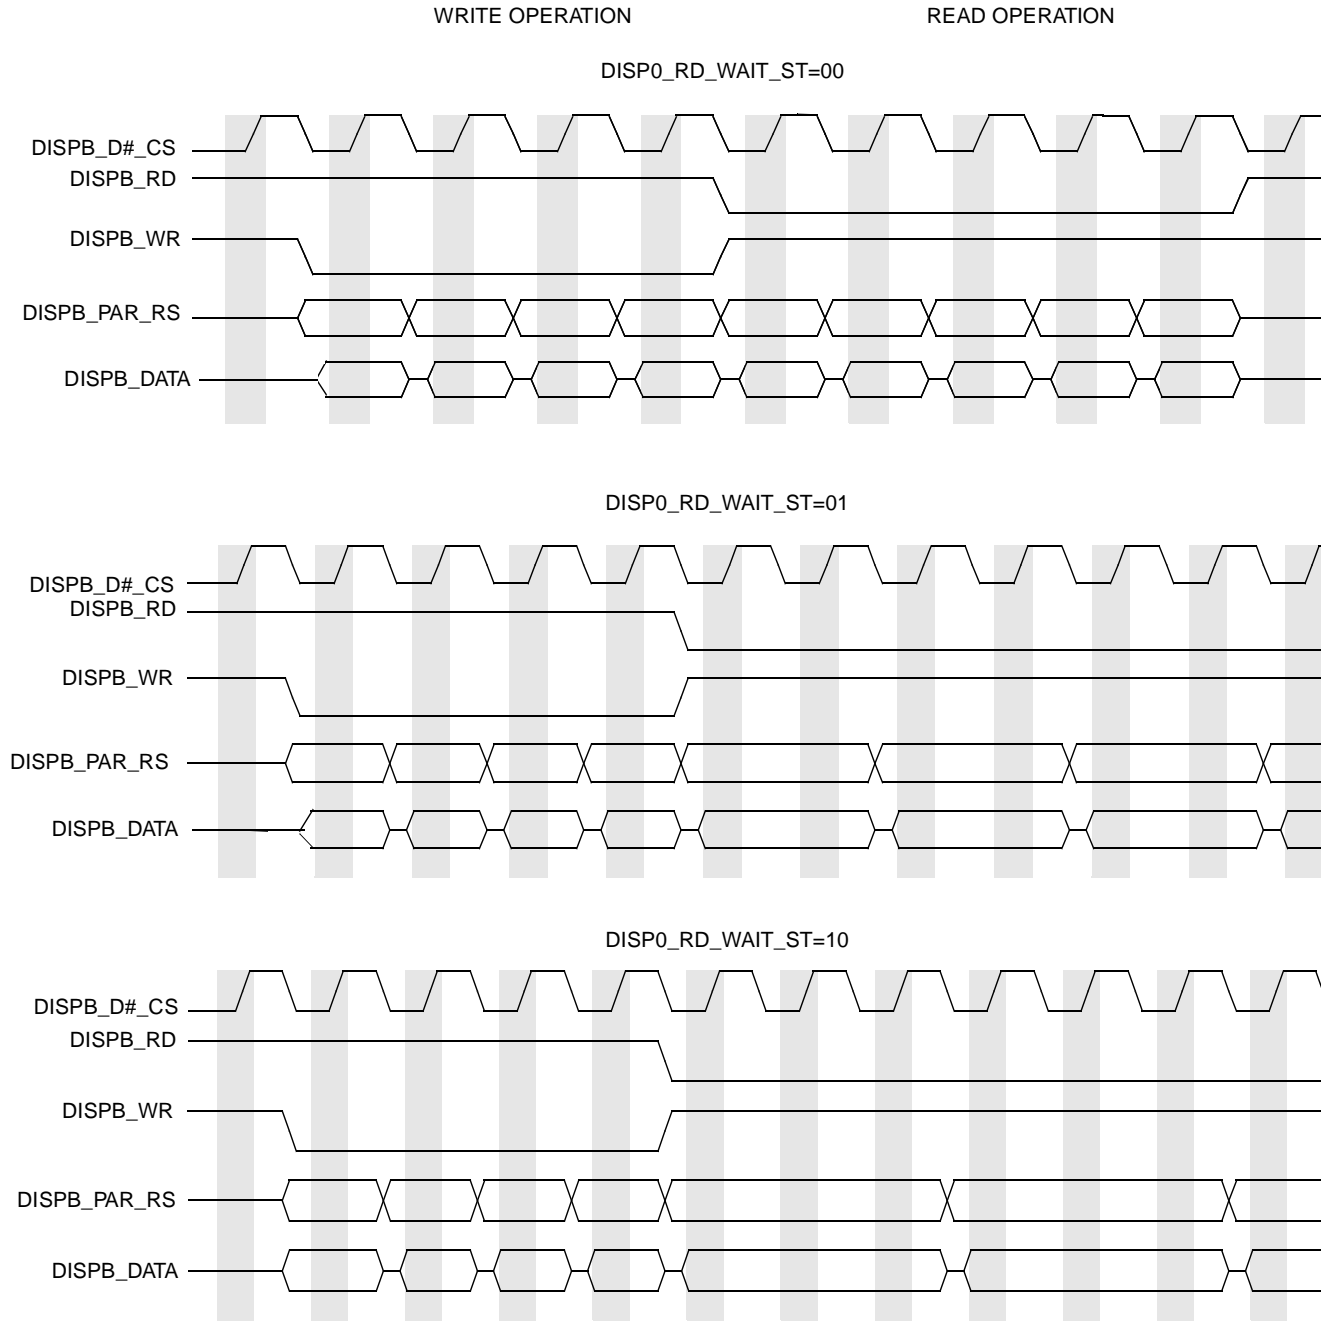 WRITE OPERATION READ OPERATION
DISP0_RD_WAIT_ST=00
DISPB_D#_CS
DISPB_RD
DISPB_WR
DISPB_PAR_RS
DISPB_DATA
DISP0_RD_WAIT_ST=01
DISPB_D#_CS
DISPB_RD
DISPB_WR
DISPB_PAR_RS
DISPB_DATA
DISP0_RD_WAIT_ST=10
DISPB_D#_CS
DISPB_RD
DISPB_WR
DISPB_PAR_RS
DISPB_DATA